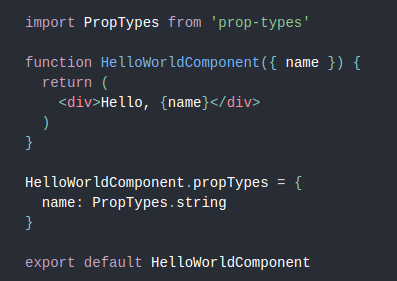 import PropTypes from 'prop-types'

function HelloWorldComponent({ name }) {
  return (
    <div>Hello, {name}</div>
  )
}

HelloWorldComponent.propTypes = {
  name: PropTypes.string
}

export default HelloWorldComponent